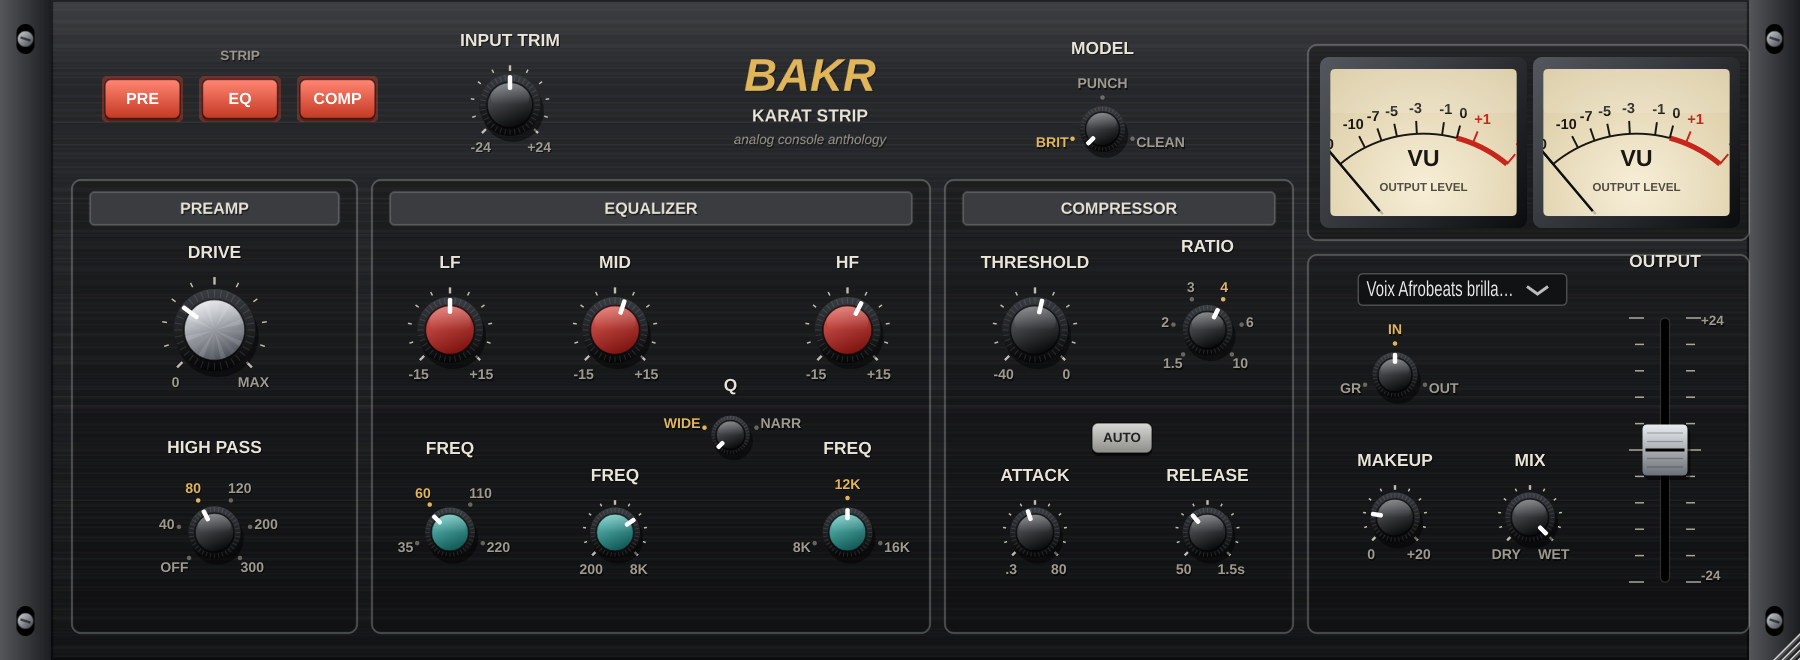 STRIP
PRE
EQ
COMP
INPUT TRIM
-24 +24
BAKR
KARAT STRIP
analog console anthology
MODEL
PUNCH
BRIT CLEAN
-10 -7 -5 -3 -1 0 +1
VU
OUTPUT LEVEL
-10 -7 -5 -3 -1 0 +1
VU
OUTPUT LEVEL
PREAMP
DRIVE
0 MAX
HIGH PASS
80 120
40 200
OFF 300
EQUALIZER
LF
-15 +15
MID
-15 +15
HF
-15 +15
Q
WIDE NARR
FREQ
60 110
35 220
FREQ
200 8K
FREQ
12K
8K 16K
COMPRESSOR
THRESHOLD
-40 0
RATIO
3 4
2 6
1.5 10
AUTO
ATTACK
.3 80
RELEASE
50 1.5s
Voix Afrobeats brilla…
IN
GR OUT
MAKEUP
0 +20
MIX
DRY WET
OUTPUT
+24
-24